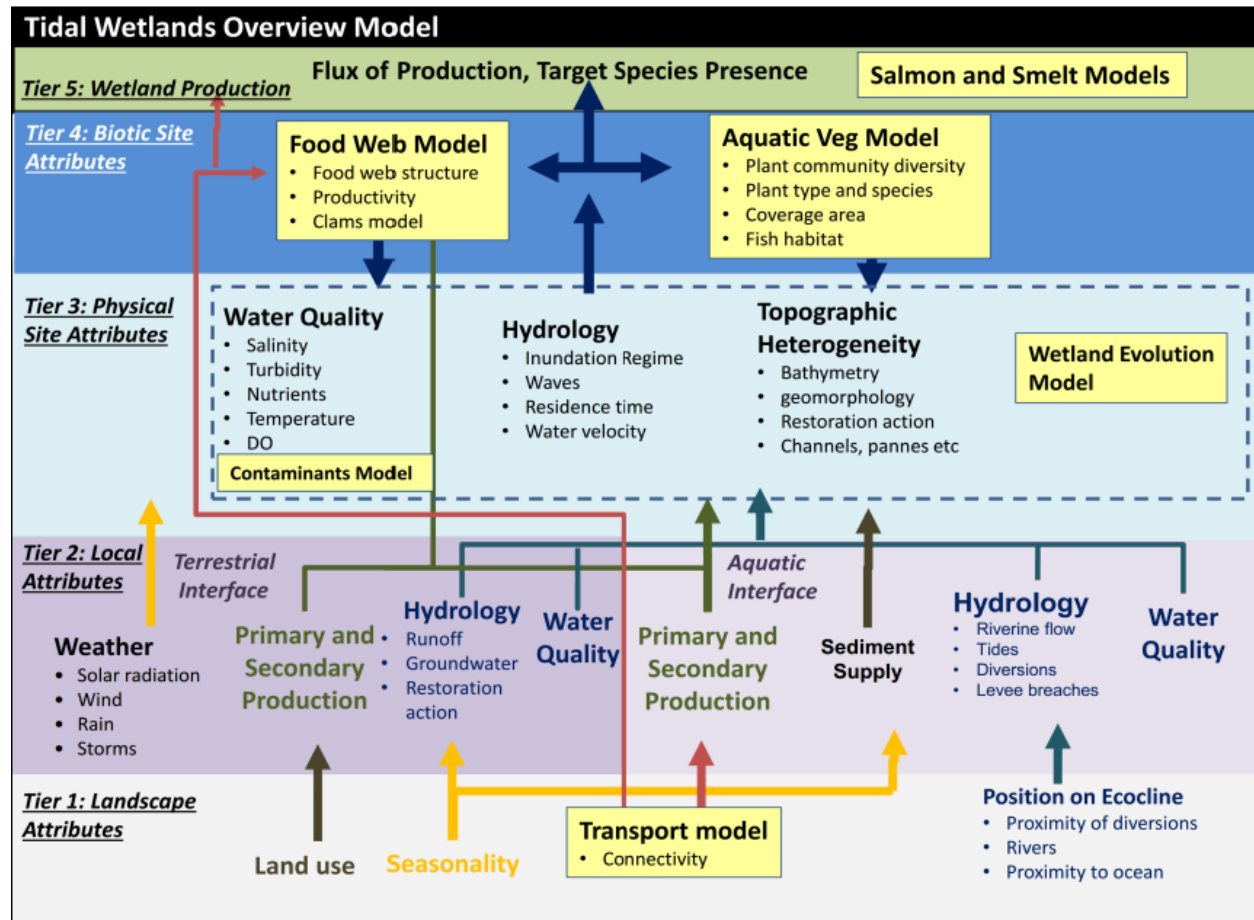 Tidal Wetlands Overview Model
Flux of Production, Target Species Presence
Salmon and Smelt Models
Tier 5: Wetland Production
Tier 4: Biotic Site
Attributes
Food Web Model
• Food web structure
• Productivity
• Clams model
Aquatic Veg Model
• Plant community diversity
• Plant type and species
• Coverage area
• Fish habitat
Tier 3: Physical
Site Attributes
Water Quality
• Salinity
• Turbidity
• Nutrients
• Temperature
• DO
Contaminants Model
Hydrology
• Inundation Regime
• Waves
• Residence time
• Water velocity
Topographic
Heterogeneity
• Bathymetry
• geomorphology
• Restoration action
• Channels, pannes etc
Wetland Evolution
Model
Tier 2: Local
Attributes
Terrestrial
Interface
Aquatic
Interface
Weather
• Solar radiation
• Wind
• Rain
• Storms
Primary and
Secondary
Production
Hydrology
• Runoff
• Groundwater
• Restoration
action
Water
Quality
Primary and
Secondary
Production
Sediment
Supply
Hydrology
• Riverine flow
• Tides
• Diversions
• Levee breaches
Water
Quality
Tier 1: Landscape
Attributes
Land use
Seasonality
Transport model
• Connectivity
Position on Ecocline
• Proximity of diversions
• Rivers
• Proximity to ocean